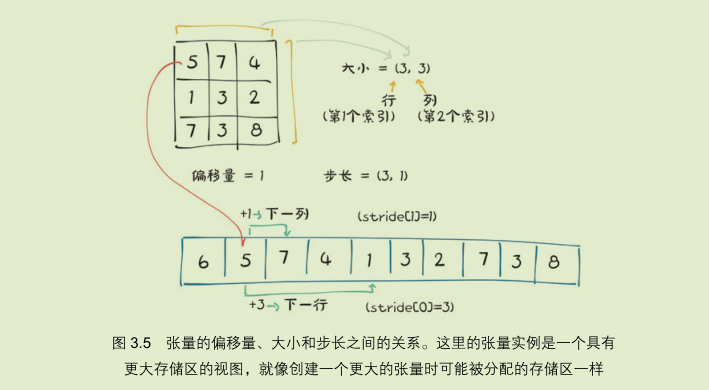 5 7 4
1 3 2
7 3 8
大小 = (3, 3)
行 列
(第1个索引) (第2个索引)
偏移量 = 1 步长 = (3, 1)
+1→下一列 (stride[1]=1)
6 5 7 4 1 3 2 7 3 8
+3→下一行 (stride[0]=3)
图 3.5 张量的偏移量、大小和步长之间的关系。这里的张量实例是一个具有
更大存储区的视图，就像创建一个更大的张量时可能被分配的存储区一样